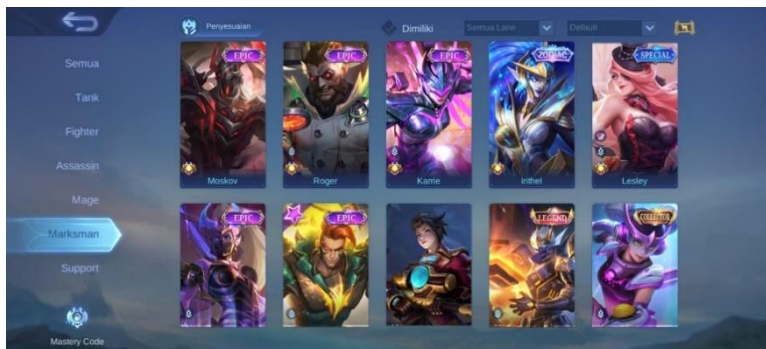 Penyesuaian
Dimiliki
Semua Lane
Default
Semua
Tank
Fighter
Assassin
Mage
Marksman
Support
Mastery Code
EPIC
EPIC
EPIC
ZODIAC
SPECIAL
Moskov
Roger
Karrie
Irithel
Lesley
EPIC
EPIC
LEGEND
COLLECTOR